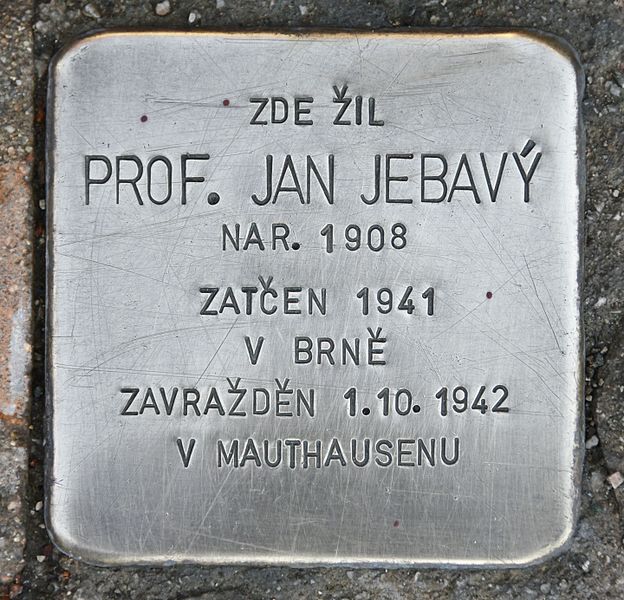 ZDE ŽIL
PROF. JAN JEBAVÝ
NAR. 1908
ZATČEN 1941
V BRNĚ
ZAVRAŽDĚN 1.10.1942
V MAUTHAUSENU